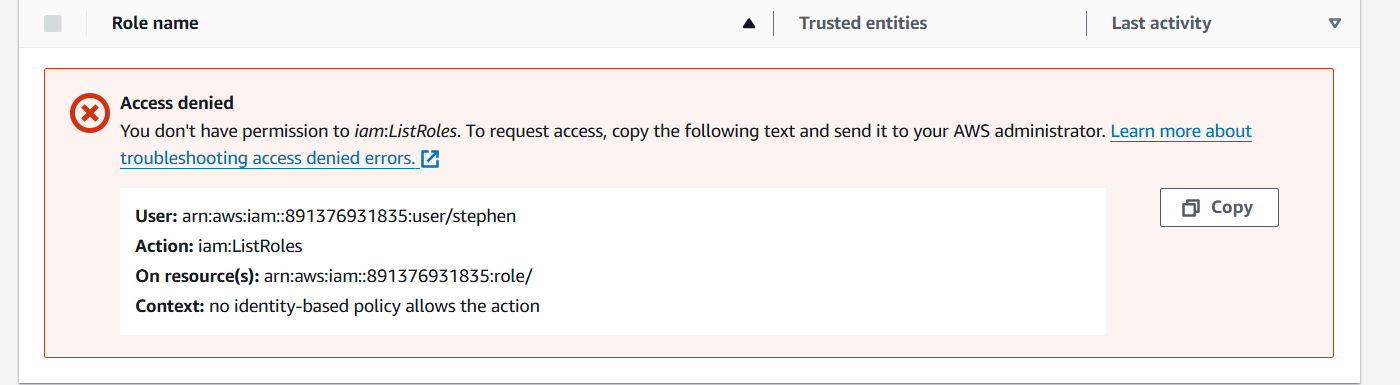 Role name
Trusted entities
Last activity
Access denied
You don't have permission to iam:ListRoles. To request access, copy the following text and send it to your AWS administrator. Learn more about
troubleshooting access denied errors.
User: arn:aws:iam::891376931835:user/stephen
Copy
Action: iam:ListRoles
On resource(s): arn:aws:iam::891376931835:role/
Context: no identity-based policy allows the action